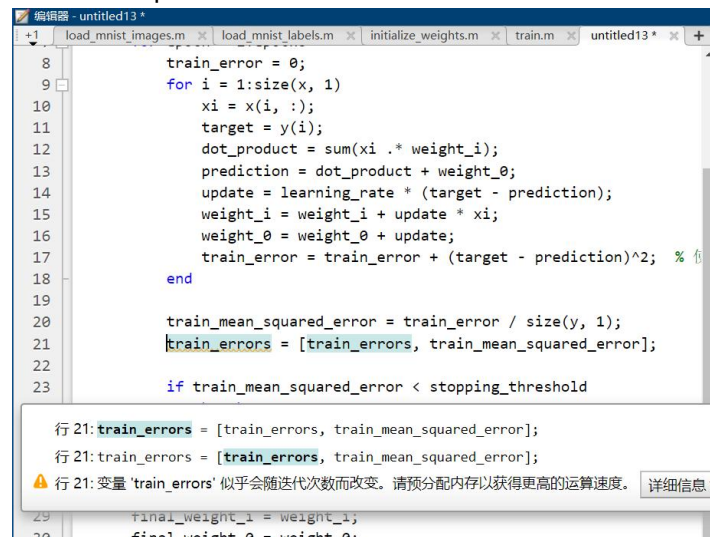 编辑器 - untitled13 *
+1 load_mnist_images.m × load_mnist_labels.m × initialize_weights.m × train.m × untitled13 * × +
8 train_error = 0;
9 for i = 1:size(x, 1)
10 xi = x(i, :);
11 target = y(i);
12 dot_product = sum(xi .* weight_i);
13 prediction = dot_product + weight_0;
14 update = learning_rate * (target - prediction);
15 weight_i = weight_i + update * xi;
16 weight_0 = weight_0 + update;
17 train_error = train_error + (target - prediction)^2; %
18 end
19
20 train_mean_squared_error = train_error / size(y, 1);
21 train_errors = [train_errors, train_mean_squared_error];
22
23 if train_mean_squared_error < stopping_threshold
行 21: train_errors = [train_errors, train_mean_squared_error];
行 21: train_errors = [train_errors, train_mean_squared_error];
行 21: 变量 'train_errors' 似乎会随迭代次数而改变。请预分配内存以获得更高的运算速度。 详细信息
29 final_weight_i = weight_i;